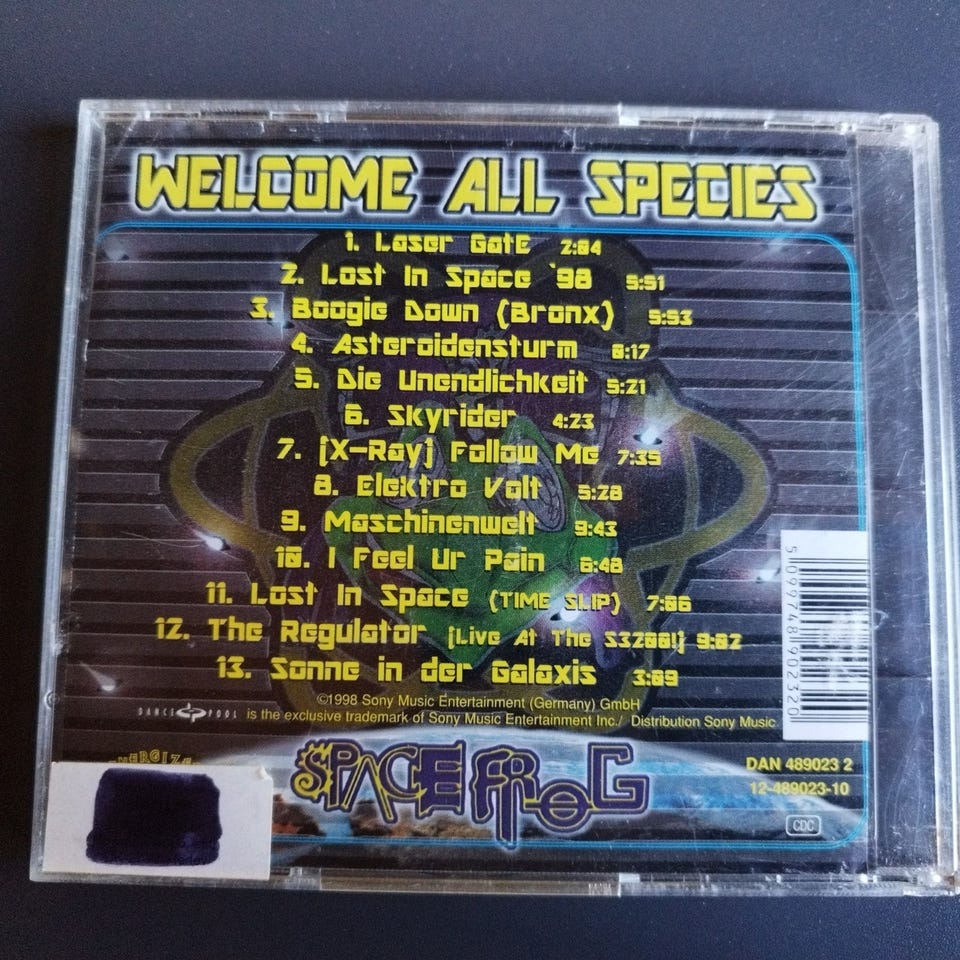 WELCOME ALL SPECIES
1. Laser Gate 2:04
2. Lost In Space '98 5:51
3. Boogie Down (Bronx) 5:53
4. Asteroidensturm 0:17
5. Die Unendlichkeit 5:21
6. Skyrider 4:23
7. [X-Ray] Follow Me 7:35
8. Elektro Volt 5:28
9. Maschinenwelt 9:43
10. I Feel Ur Pain 6:48
11. Lost In Space (TIME SLIP) 7:06
12. The Regulator [Live At The S3200!] 9:02
13. Sonne in der Galaxis 3:09
©1998 Sony Music Entertainment (Germany) GmbH
DANCE POOL is the exclusive trademark of Sony Music Entertainment Inc./ Distribution Sony Music
5099748902320
SPACE FROG
DAN 489023 2
12-489023-10
CDC